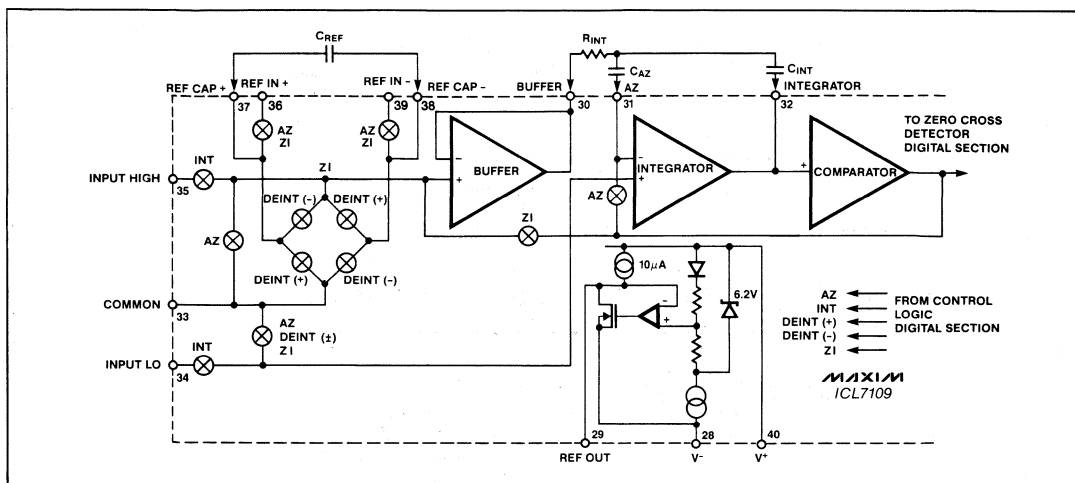 CREF
RINT
CAZ
CINT
REF CAP +
REF IN +
REF IN −
REF CAP −
BUFFER
AZ
INTEGRATOR
37
36
39
38
30
31
32
AZ
ZI
AZ
ZI
TO ZERO CROSS
DETECTOR
DIGITAL SECTION
INT
ZI
−
BUFFER
+
−
INTEGRATOR
+
+
COMPARATOR
INPUT HIGH
35
DEINT (−)
DEINT (+)
AZ
ZI
AZ
DEINT (+)
DEINT (−)
10μA
6.2V
−
+
COMMON
33
AZ
DEINT (±)
ZI
INT
INPUT LO
34
AZ
INT
DEINT (+)
DEINT (−)
ZI
FROM CONTROL
LOGIC
DIGITAL SECTION
MAXIM
ICL7109
29
28
40
REF OUT
V−
V+